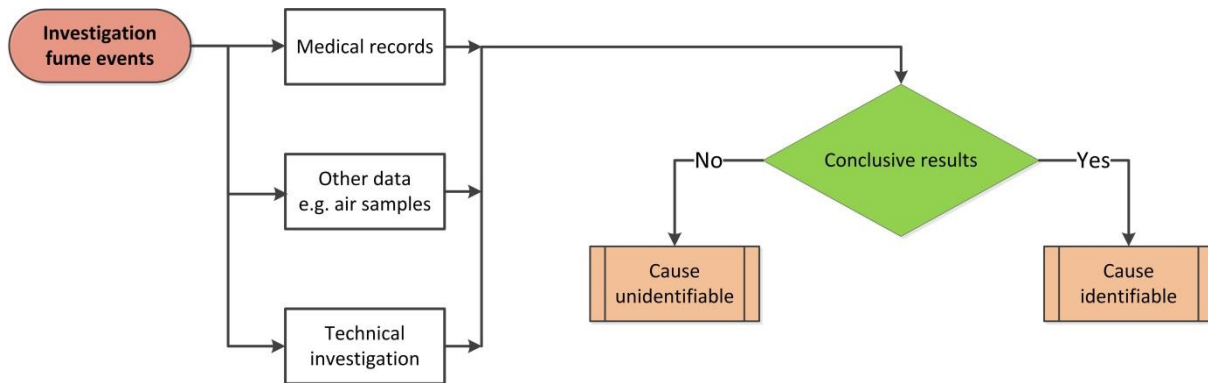 Investigation
fume events
Medical records
Other data
e.g. air samples
Technical
investigation
Conclusive results
No
Yes
Cause
unidentifiable
Cause
identifiable